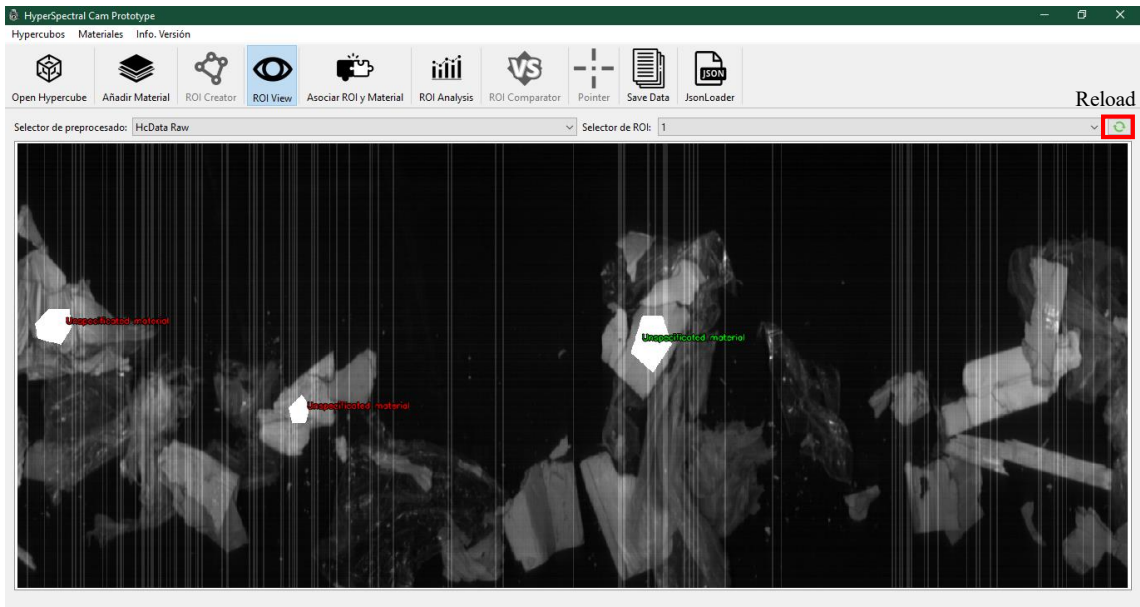 HyperSpectral Cam Prototype
Hypercubos Materiales Info. Versión
Open Hypercube Añadir Material ROI Creator ROI View Asociar ROI y Material ROI Analysis ROI Comparator Pointer Save Data JsonLoader
VS
JSON
Reload
Selector de preprocesado: HcData Raw Selector de ROI: 1
Unspecificated material
Unspecificated material
Unspecificated material